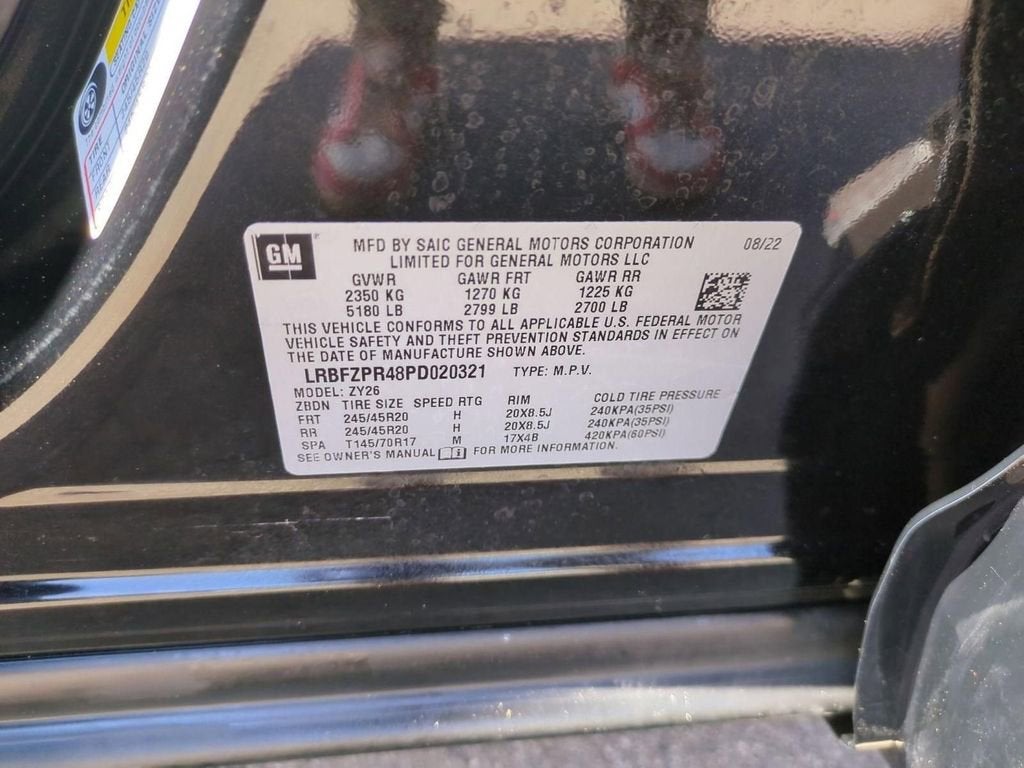 TIRE
FRONT
GM
MFD BY SAIC GENERAL MOTORS CORPORATION 08/22
LIMITED FOR GENERAL MOTORS LLC
GVWR GAWR FRT GAWR RR
2350 KG 1270 KG 1225 KG
5180 LB 2799 LB 2700 LB
THIS VEHICLE CONFORMS TO ALL APPLICABLE U.S. FEDERAL MOTOR
VEHICLE SAFETY AND THEFT PREVENTION STANDARDS IN EFFECT ON
THE DATE OF MANUFACTURE SHOWN ABOVE.
LRBFZPR48PD020321 TYPE: M.P.V.
MODEL: ZY26
ZBDN TIRE SIZE SPEED RTG RIM COLD TIRE PRESSURE
FRT 245/45R20 H 20X8.5J 240KPA(35PSI)
RR 245/45R20 H 20X8.5J 240KPA(35PSI)
SPA T145/70R17 M 17X4B 420KPA(60PSI)
SEE OWNER'S MANUAL FOR MORE INFORMATION.